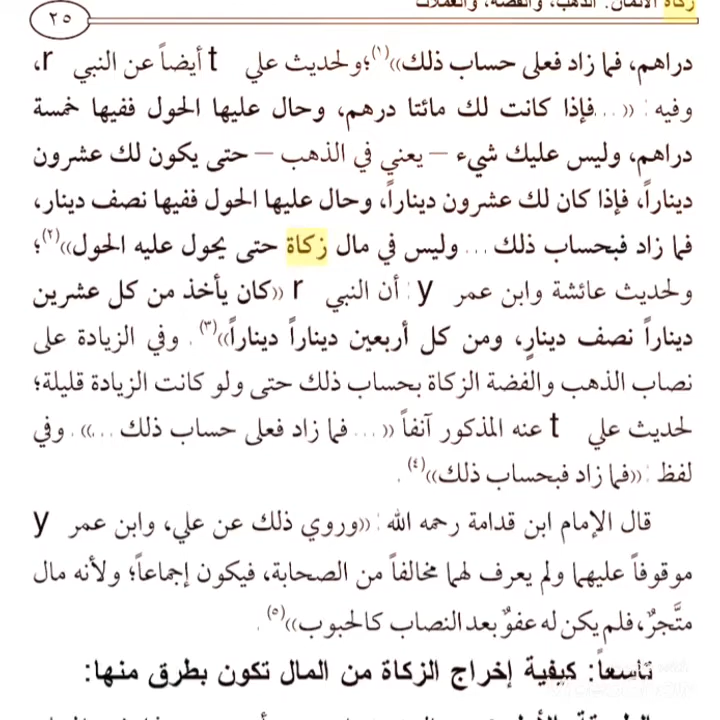 زكاة الأثمان: الذهب، والفضة، والعملات
٢٥
دراهم، فما زاد فعلى حساب ذلك»(١)؛ ولحديث علي t أيضاً عن النبي r،
وفيه: «...فإذا كانت لك مائتا درهم، وحال عليها الحول ففيها خمسة
دراهم، وليس عليك شيء – يعني في الذهب – حتى يكون لك عشرون
ديناراً، فإذا كان لك عشرون ديناراً، وحال عليها الحول ففيها نصف دينار،
فما زاد فبحساب ذلك ... وليس في مال زكاة حتى يحول عليه الحول»(٢)؛
ولحديث عائشة وابن عمر y: أن النبي r «كان يأخذ من كل عشرين
ديناراً نصف دينارٍ، ومن كل أربعين ديناراً ديناراً»(٣). وفي الزيادة على
نصاب الذهب والفضة الزكاة بحساب ذلك حتى ولو كانت الزيادة قليلة؛
لحديث علي t عنه المذكور آنفاً «... فما زاد فعلى حساب ذلك ...». وفي
لفظ: «فما زاد فبحساب ذلك»(٤).
قال الإمام ابن قدامة رحمه الله: «وروي ذلك عن علي، وابن عمر y
موقوفاً عليهما ولم يعرف لهما مخالفاً من الصحابة، فيكون إجماعاً؛ ولأنه مال
متَّجرٌ، فلم يكن له عفوٌ بعد النصاب كالحبوب»(٥).
تاسعاً: كيفية إخراج الزكاة من المال تكون بطرق منها: